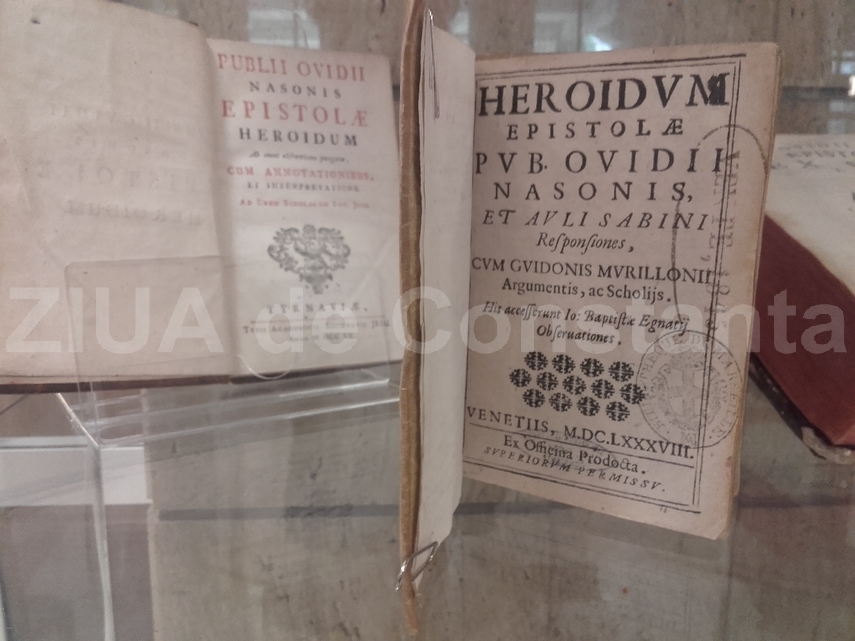 PUBLII OVIDII
NASONIS
EPISTOLÆ
HEROIDUM
CUM ANNOTATIONIBUS,
ET INTERPRETATIONE
TYRNAVIÆ,
HEROIDVM
EPISTOLÆ
PVB. OVIDII
NASONIS,
ET AVLI SABINI
Reſponſiones,
CVM GVIDONIS MVRILLONII
Argumentis, ac Scholijs.
His acceſſerunt Io: Baptiſtæ Egnatij
Obſeruationes.
VENETIIS, M.DC.LXXXVIII.
Ex Officina Prodocta.
SVPERIORVM PERMISSV.
ZIUA de Constanta